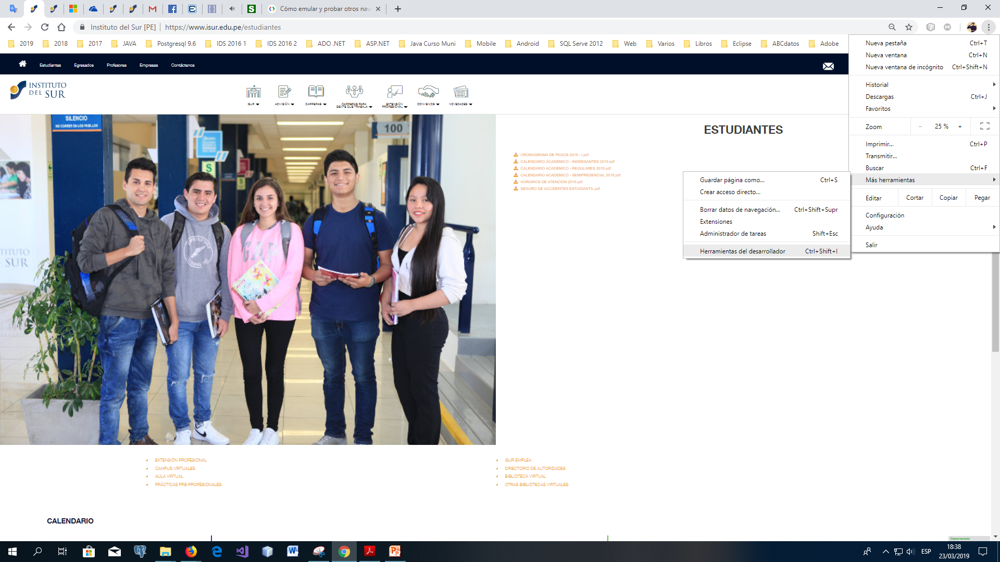 Cómo emular y probar otros nav
Instituto del Sur [PE] https://www.isur.edu.pe/estudiantes
2019 2018 2017 JAVA Postgresql 9.6 IDS 2016 1 IDS 2016 2 ADO .NET ASP.NET Java Curso Muni Mobile Android SQL Serve 2012 Web Varios Libros Eclipse ABCdatos Adobe
Estudiantes Egresados Profesores Empresas Contáctenos
INSTITUTO
DEL SUR
ISUR ADMISIÓN CARRERAS CARRERAS PARA GENTE QUE TRABAJA EXTENSIÓN PROFESIONAL CONVENIOS NOVEDADES
SILENCIO
NO CORRER EN LOS PASILLOS
100
S
GAP
TITUTO
SUR
ESTUDIANTES
CRONOGRAMA DE PAGOS 2019 - I.pdf
CALENDARIO ACADÉMICO - INGRESANTES 2019.pdf
CALENDARIO ACADÉMICO - REGULARES 2019.pdf
CALENDARIO ACADÉMICO - SEMIPRESENCIAL 2019.pdf
HORARIOS DE ATENCIÓN 2019.pdf
SEGURO DE ACCIDENTES ESTUDIANTIL.pdf
Nueva pestaña Ctrl+T
Nueva ventana Ctrl+N
Nueva ventana de incógnito Ctrl+Shift+N
Historial
Descargas Ctrl+J
Favoritos
Zoom − 25 % +
Imprimir... Ctrl+P
Transmitir...
Buscar Ctrl+F
Más herramientas
Editar Cortar Copiar Pegar
Configuración
Ayuda
Salir
Guardar página como... Ctrl+S
Crear acceso directo...
Borrar datos de navegación... Ctrl+Shift+Supr
Extensiones
Administrador de tareas Shift+Esc
Herramientas del desarrollador Ctrl+Shift+I
EXTENSIÓN PROFESIONAL
CAMPUS VIRTUALES
AULA VIRTUAL
PRÁCTICAS PRE-PROFESIONALES
ISUR EMPLEA
DIRECTORIO DE AUTORIDADES
BIBLIOTECA VIRTUAL
OTRAS BIBLIOTECAS VIRTUALES
CALENDARIO
Desconectado
ESP
18:38
23/03/2019